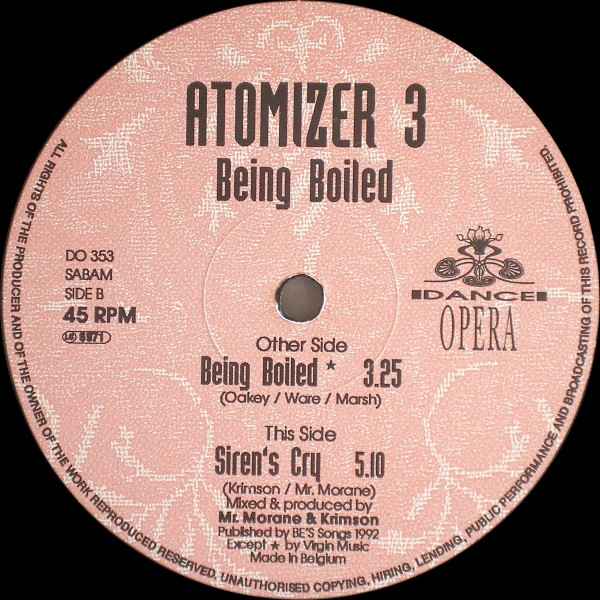 ATOMIZER 3
Being Boiled
DO 353
SABAM
SIDE B
45 RPM
LC 6971
DANCE
OPERA
Other Side
Being Boiled ★ 3.25
(Oakey / Ware / Marsh)
This Side
Siren's Cry 5.10
(Krimson / Mr. Morane)
Mixed & produced by
Mr. Morane & Krimson
Published by BE'S Songs 1992
Except ★ by Virgin Music
Made in Belgium
ALL RIGHTS OF THE PRODUCER AND OF THE OWNER OF THE WORK REPRODUCED RESERVED, UNAUTHORISED COPYING, HIRING, LENDING, PUBLIC PERFORMANCE AND BROADCASTING OF THIS RECORD PROHIBITED.